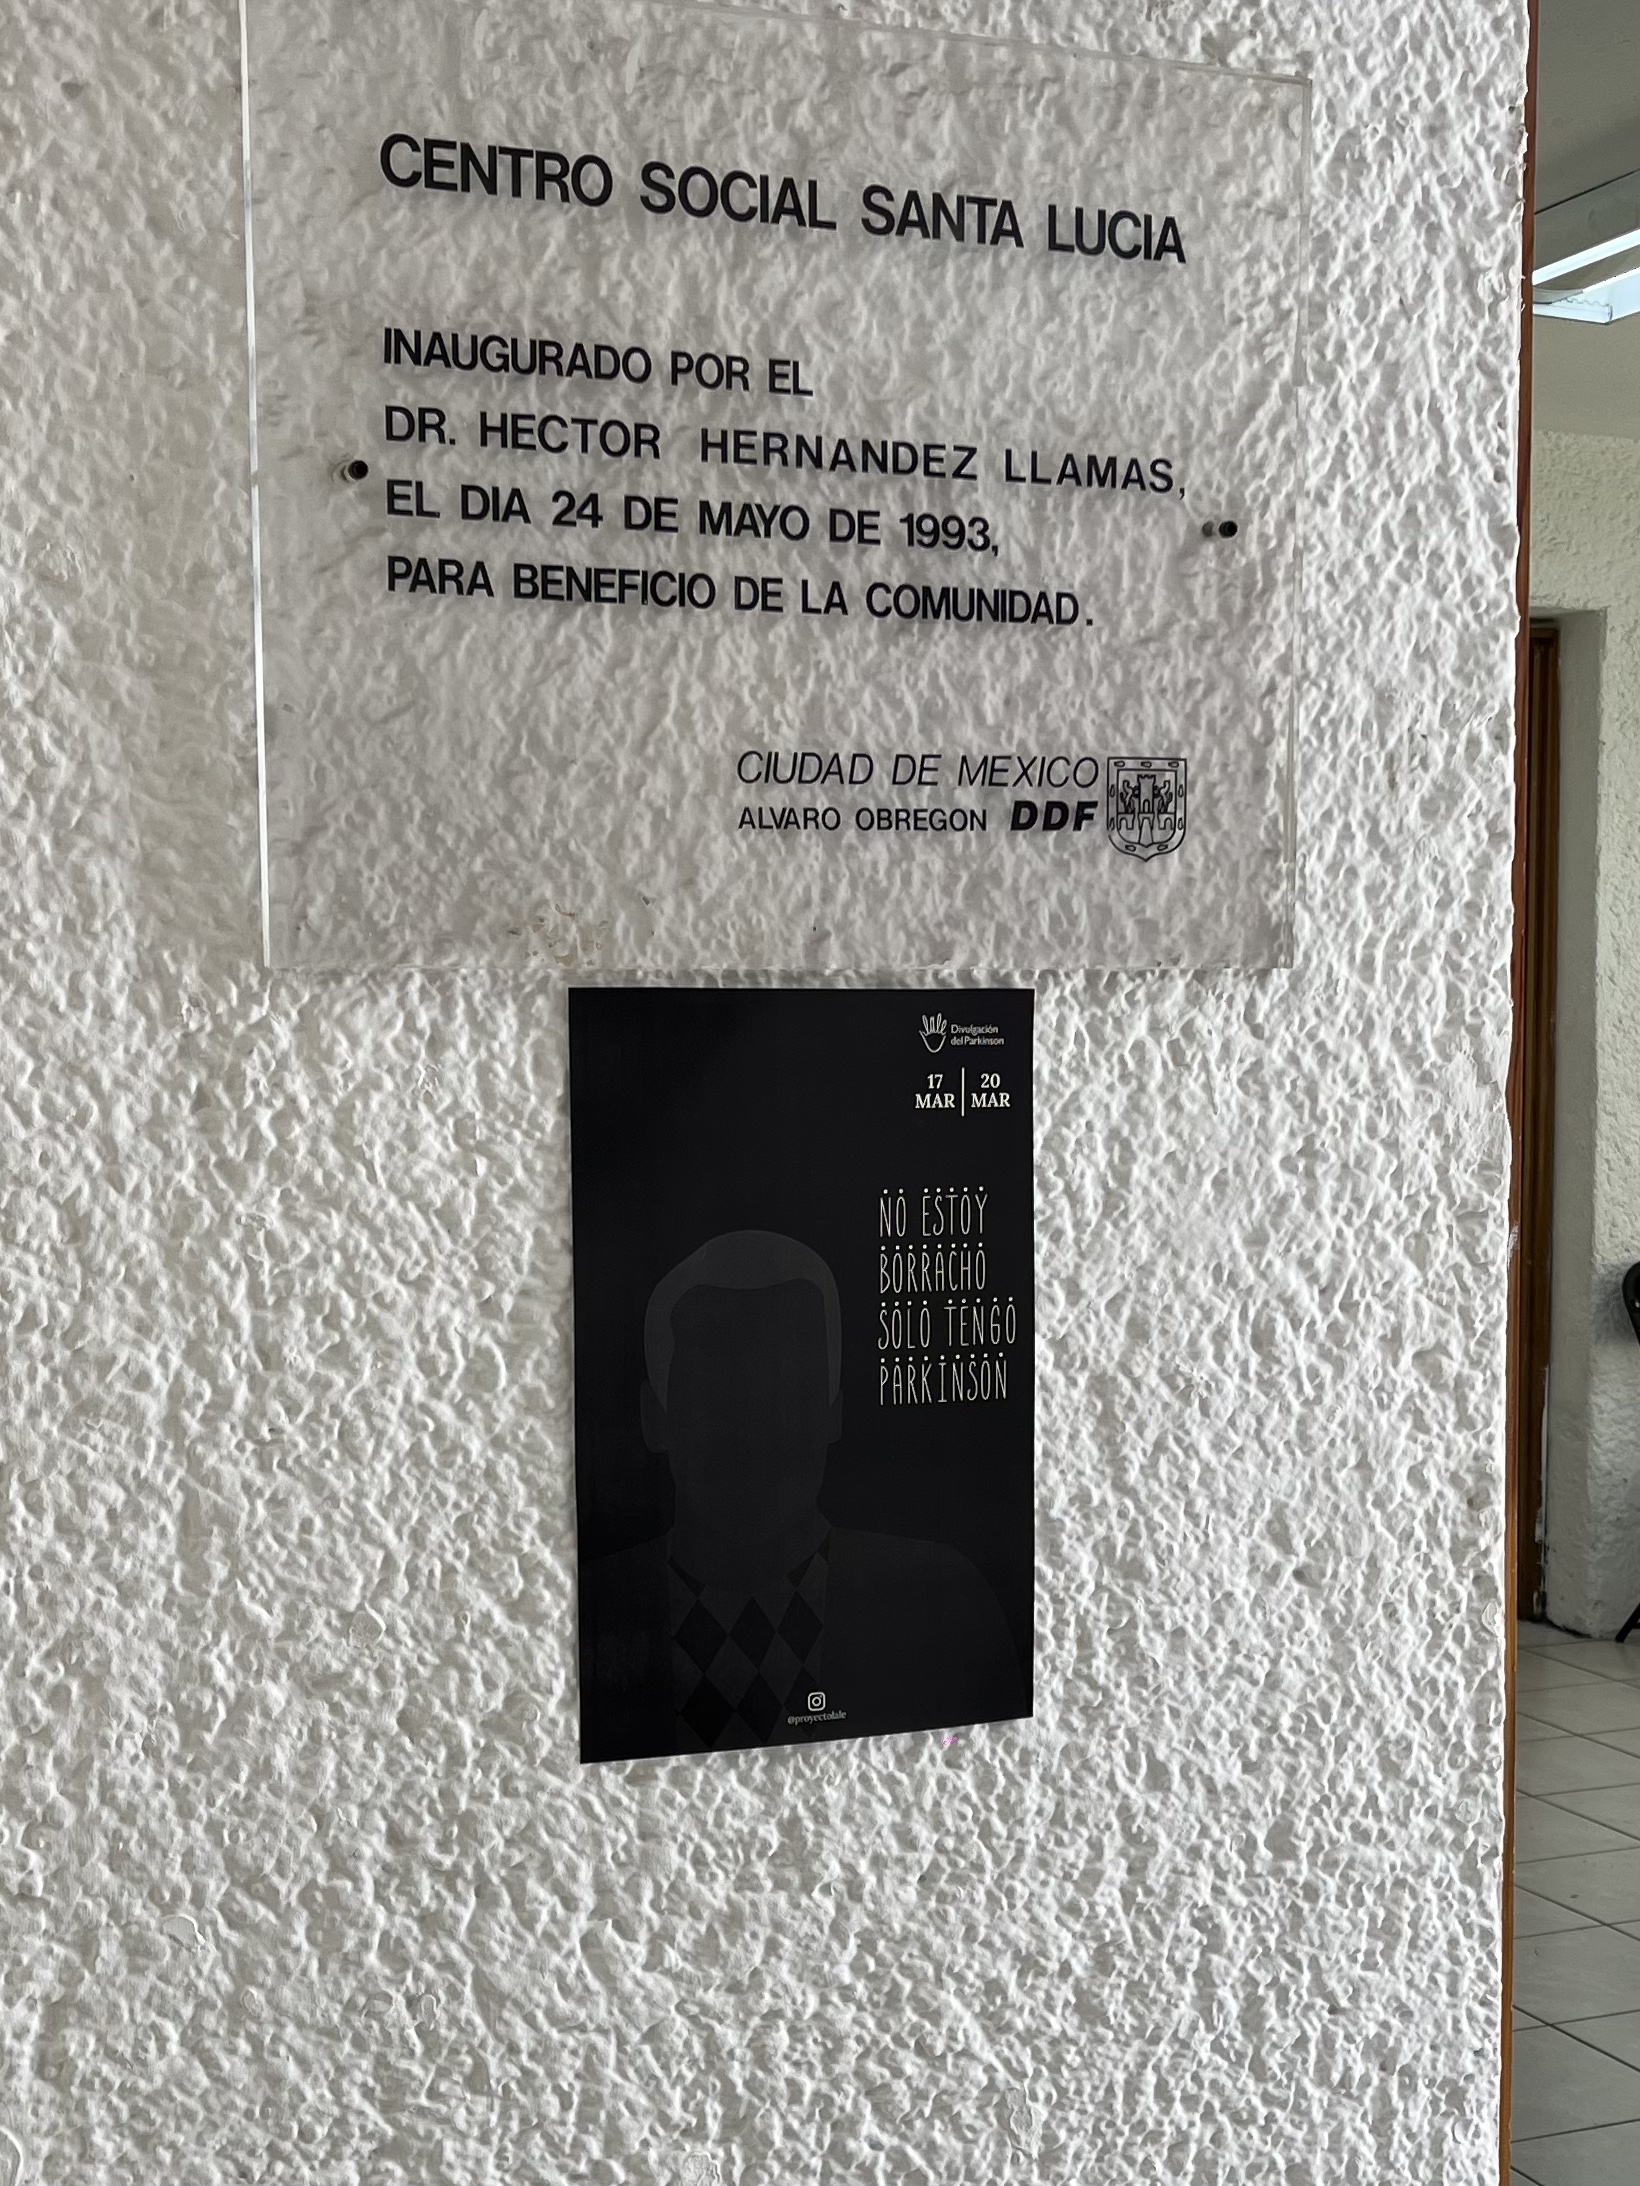 CENTRO SOCIAL SANTA LUCIA
INAUGURADO POR EL
DR. HECTOR HERNANDEZ LLAMAS,
EL DIA 24 DE MAYO DE 1993,
PARA BENEFICIO DE LA COMUNIDAD.
CIUDAD DE MEXICO
ALVARO OBREGON DDF
Divulgación
del Parkinson
17 MAR | 20 MAR
NO ESTOY
BORRACHO
SOLO TENGO
PARKINSON
@proyectolale